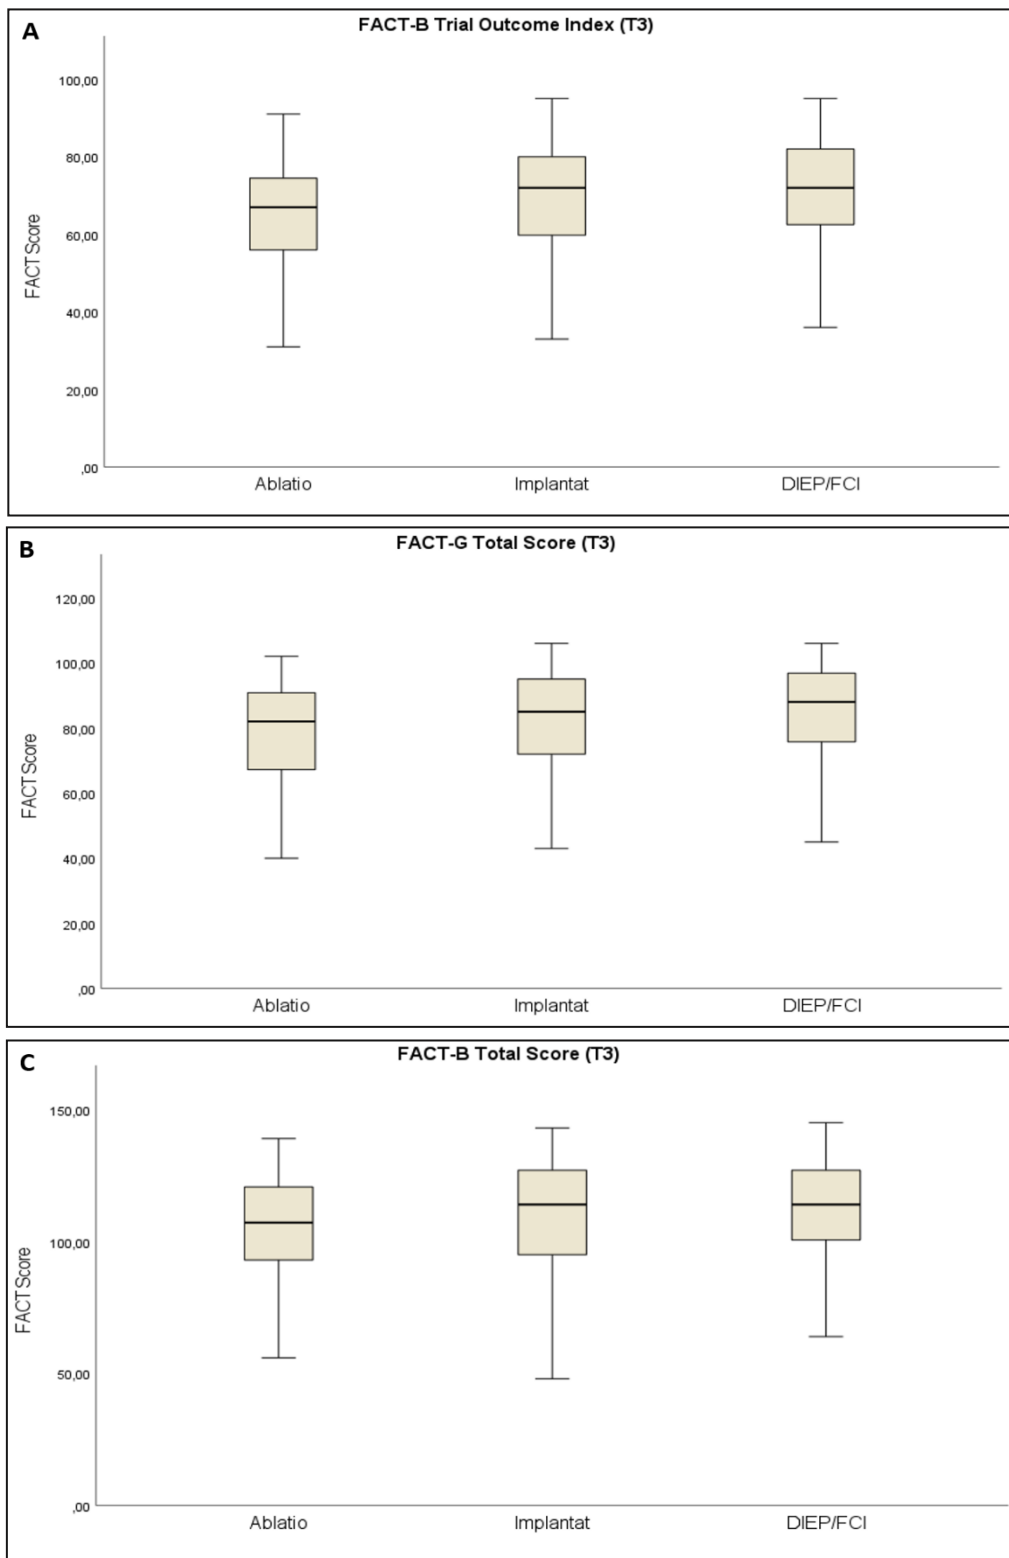 A
FACT-B Trial Outcome Index (T3)
FACT Score
100,00
80,00
60,00
40,00
20,00
,00
Ablatio Implantat DIEP/FCI
B
FACT-G Total Score (T3)
FACT Score
120,00
100,00
80,00
60,00
40,00
20,00
,00
Ablatio Implantat DIEP/FCI
C
FACT-B Total Score (T3)
FACT Score
150,00
100,00
50,00
,00
Ablatio Implantat DIEP/FCI